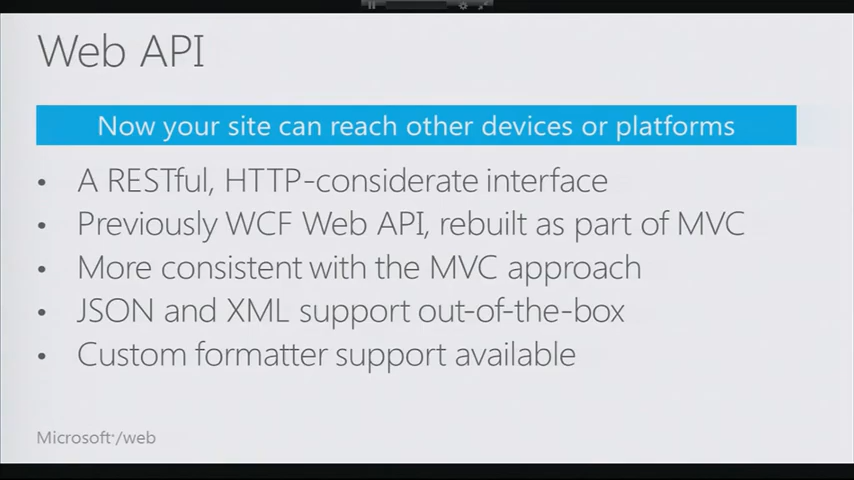 Web API
Now your site can reach other devices or platforms
• A RESTful, HTTP-considerate interface
• Previously WCF Web API, rebuilt as part of MVC
• More consistent with the MVC approach
• JSON and XML support out-of-the-box
• Custom formatter support available
Microsoft®/web